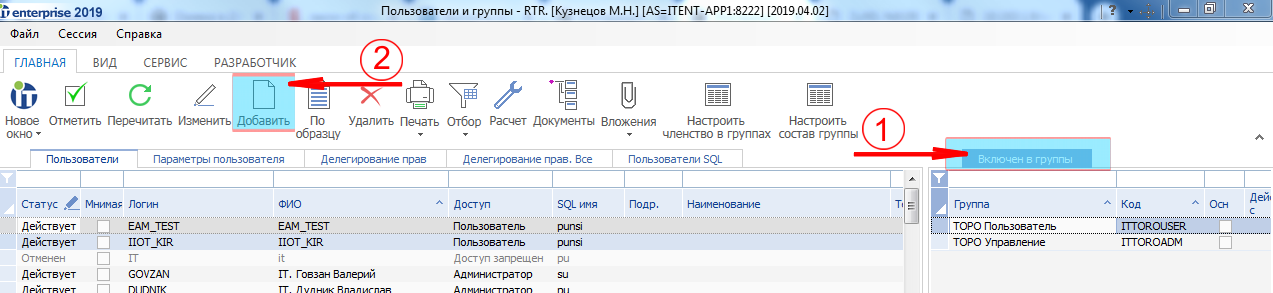 enterprise 2019 Пользователи и группы - RTR. [Кузнецов М.Н.] [AS=ITENT-APP1:8222] [2019.04.02]
Файл Сессия Справка
ГЛАВНАЯ ВИД СЕРВИС РАЗРАБОТЧИК
2
Новое окно Отметить Перечитать Изменить Добавить По образцу Удалить Печать Отбор Расчет Документы Вложения Настроить членство в группах Настроить состав группы
1
Пользователи Параметры пользователя Делегирование прав Делегирование прав. Все Пользователи SQL Включен в группы
Статус Мнимая Логин ФИО Доступ SQL имя Подр. Наименование Те Группа Код Осн Дейс с
Действует EAM_TEST EAM_TEST Пользователь punsi ТОРО Пользователь ITTOROUSER
Действует IIOT_KIR IIOT_KIR Пользователь punsi ТОРО Управление ITTOROADM
Отменен IT it Доступ запрещен pu
Действует GOVZAN IT. Говзан Валерий Администратор su
Действует DUDNIK IT. Дудник Владислав Администратор su